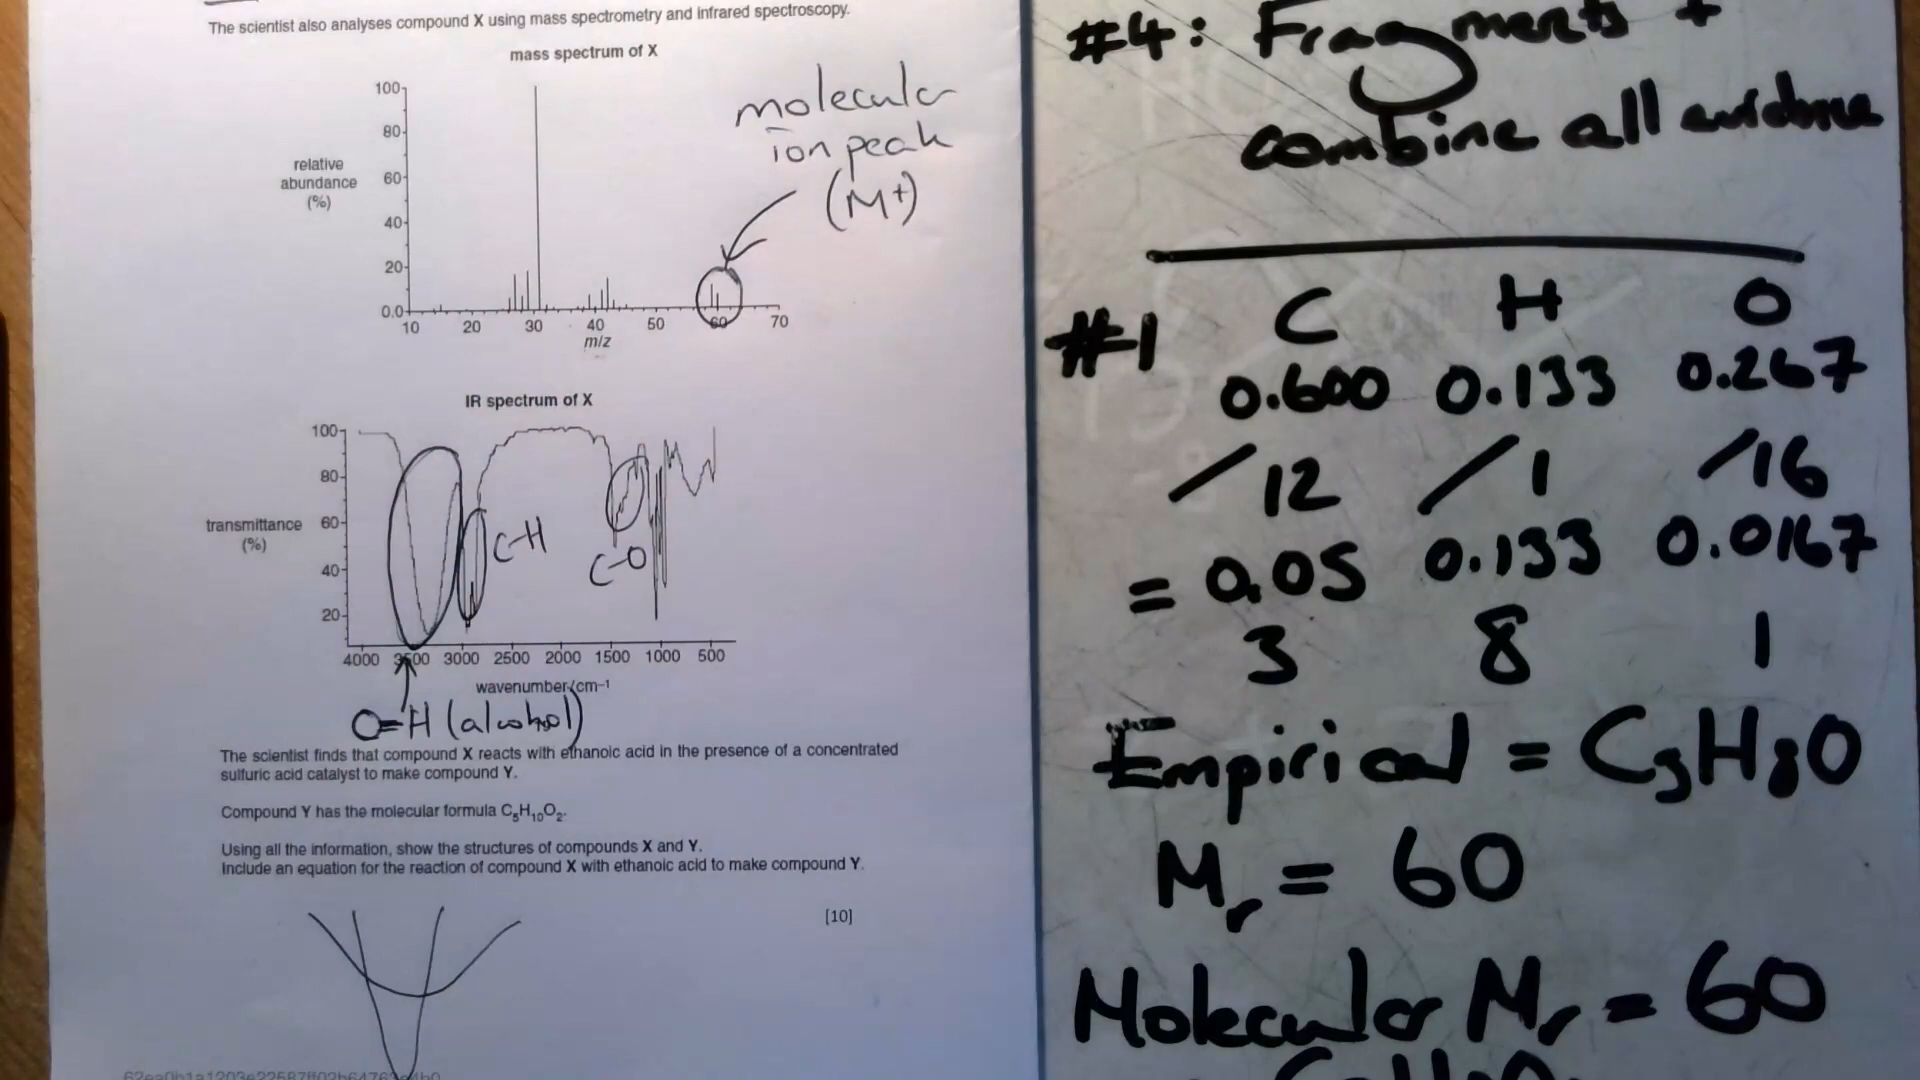 The scientist also analyses compound X using mass spectrometry and infrared spectroscopy.
mass spectrum of X
100
80
60
40
20
0.0
relative
abundance
(%)
10 20 30 40 50 60 70
m/z
molecular
ion peak
(M+)
IR spectrum of X
100
80
60
40
20
transmittance
(%)
C-H
C-O
4000 3500 3000 2500 2000 1500 1000 500
wavenumber/cm⁻¹
O-H (alcohol)
The scientist finds that compound X reacts with ethanoic acid in the presence of a concentrated
sulfuric acid catalyst to make compound Y.
Compound Y has the molecular formula C₅H₁₀O₂.
Using all the information, show the structures of compounds X and Y.
Include an equation for the reaction of compound X with ethanoic acid to make compound Y.
[10]
#4: Fragments +
combine all evidence
#1 C H O
0.600 0.133 0.267
/12 /1 /16
= 0.05 0.133 0.0167
3 8 1
Empirical = C₃H₈O
Mr = 60
Molecular Mr = 60